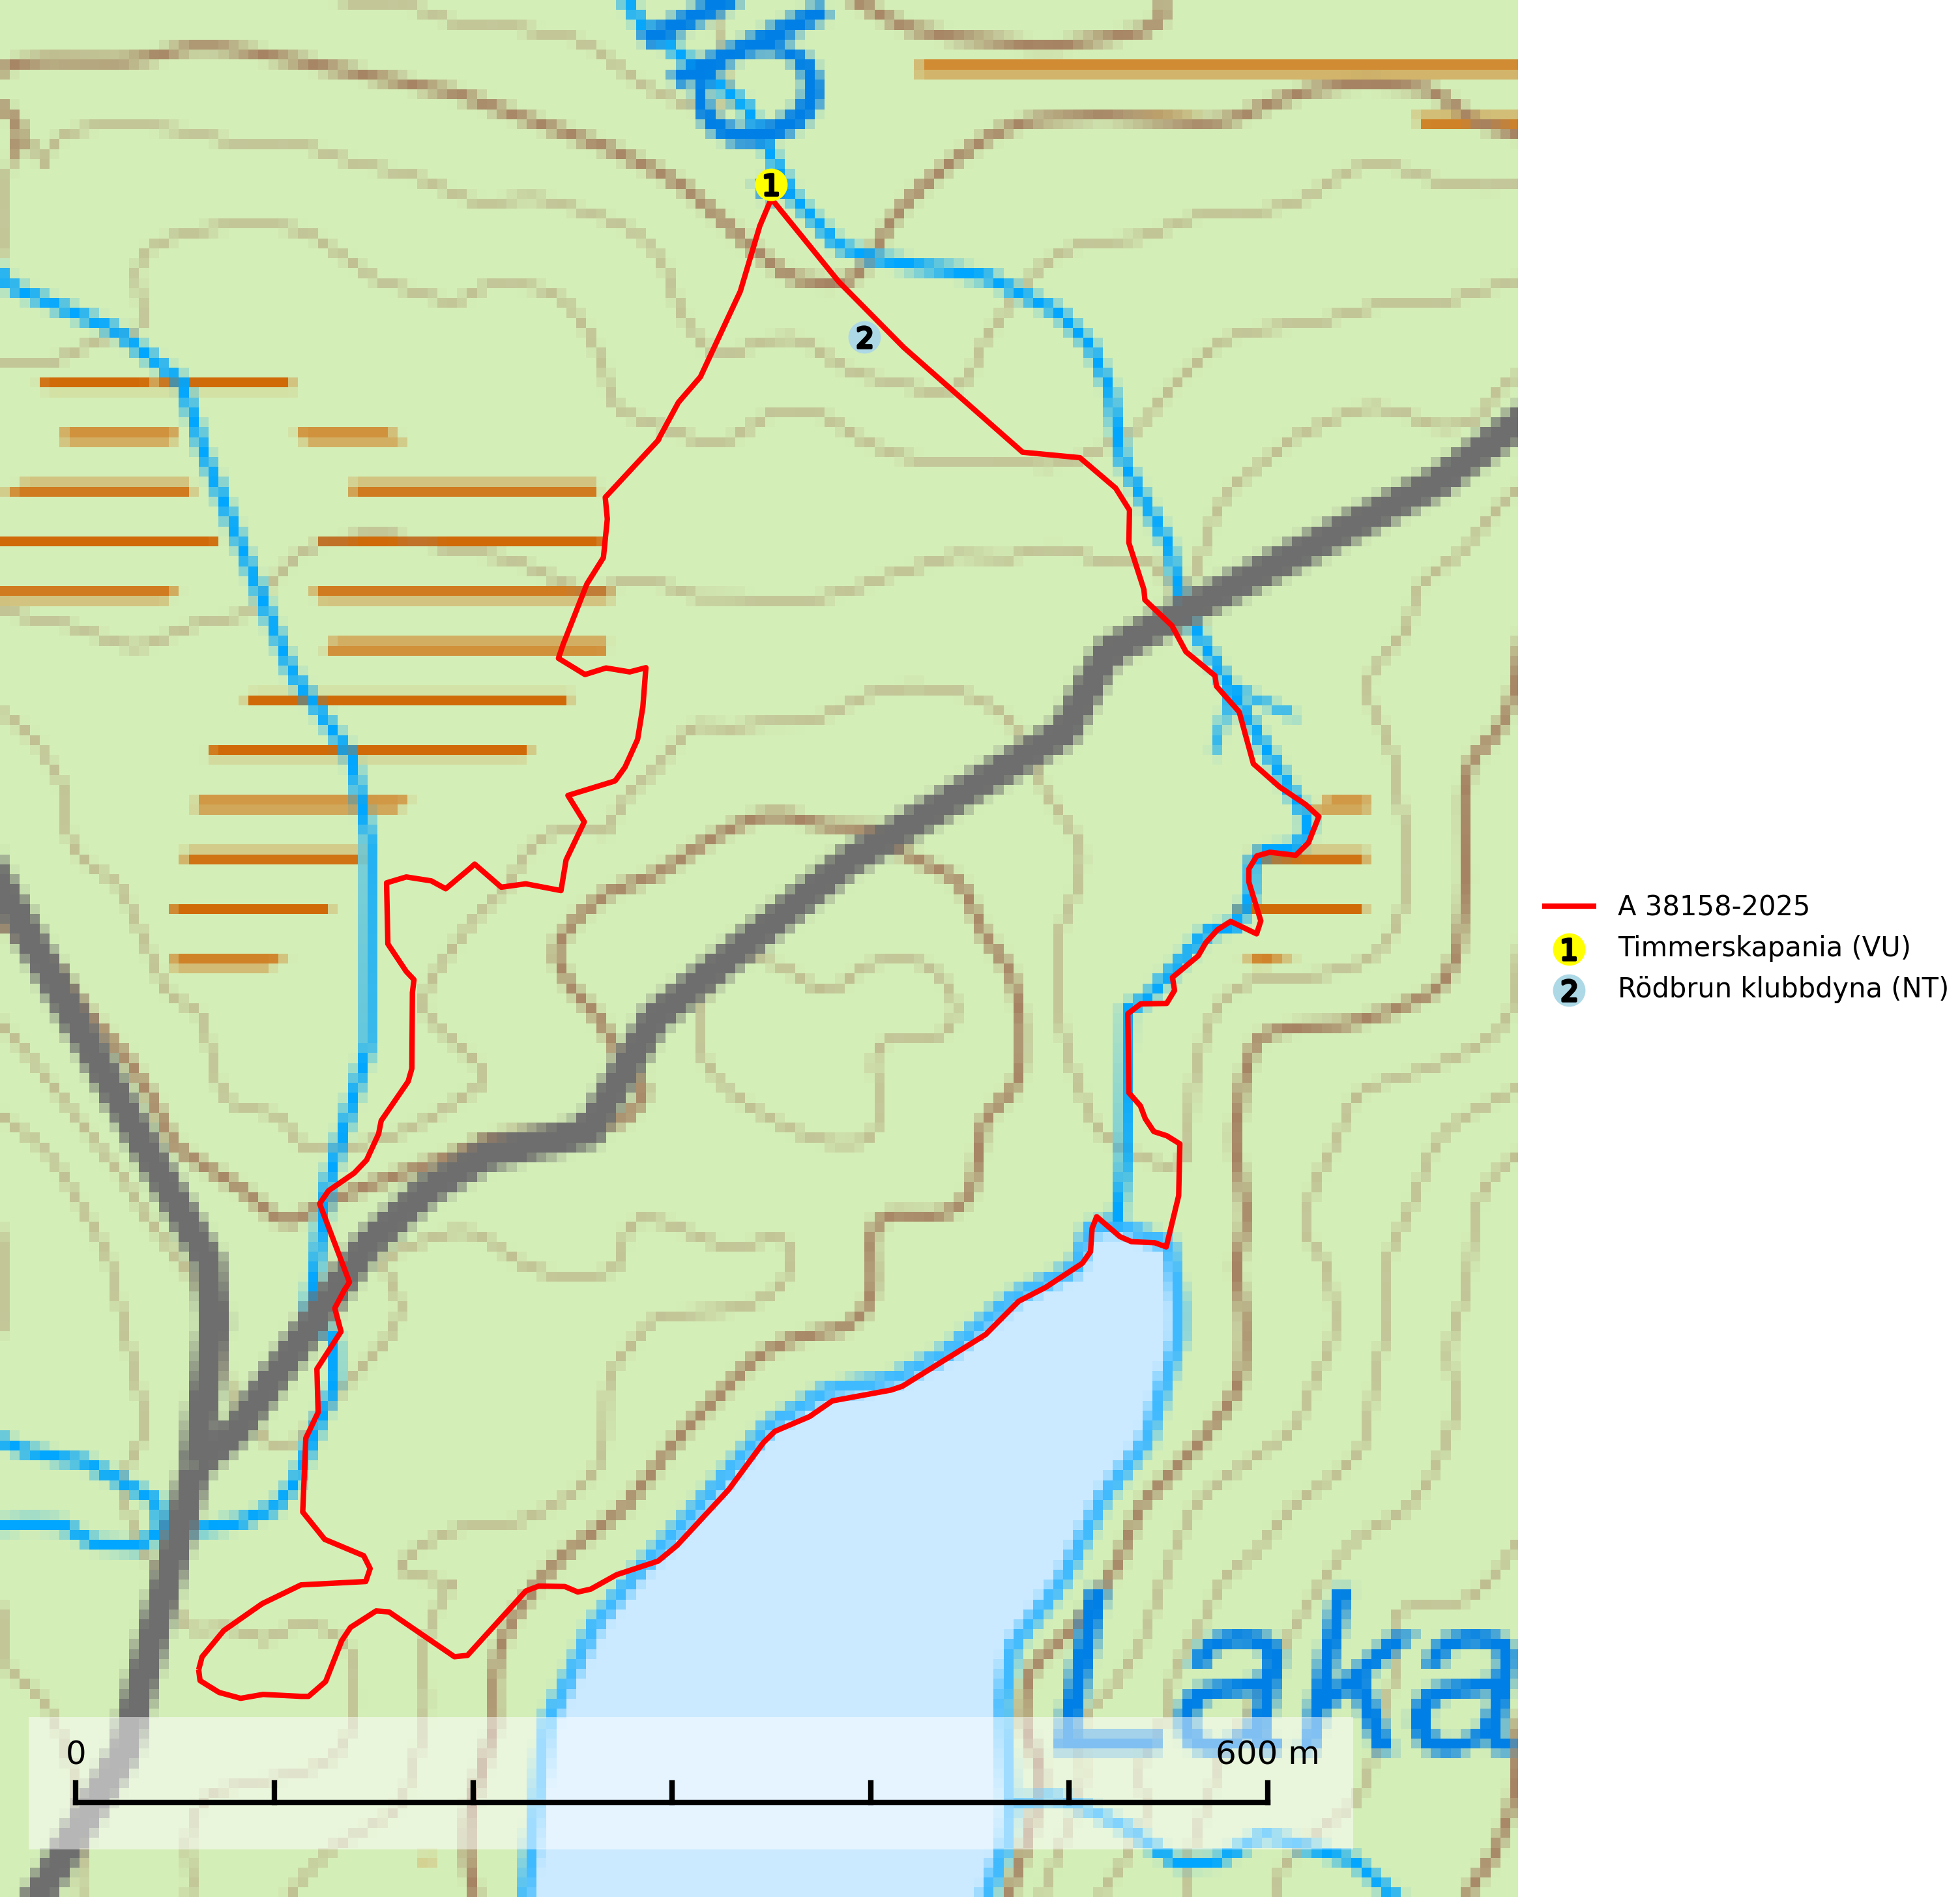 1
2
A 38158-2025
1 Timmerskapania (VU)
2 Rödbrun klubbdyna (NT)
Laka
0 600 m